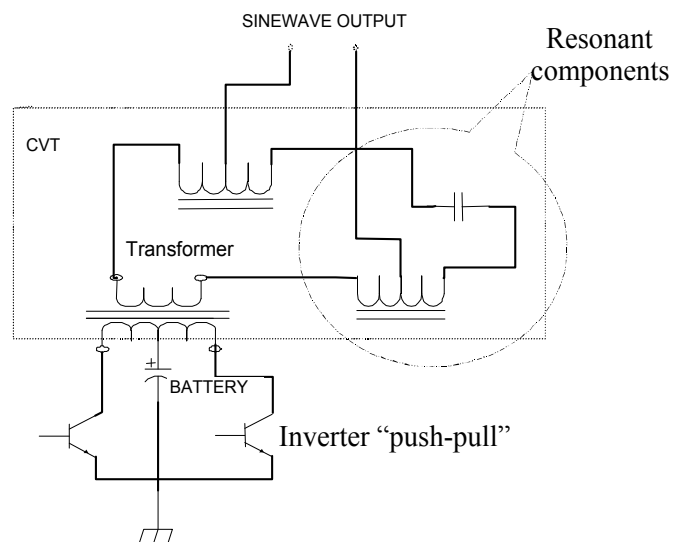 SINEWAVE OUTPUT
Resonant
components
CVT
Transformer
+
BATTERY
Inverter “push-pull”